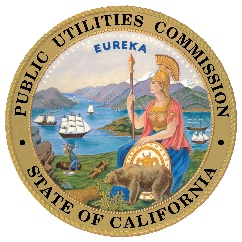 PUBLIC UTILITIES COMMISSION
EUREKA
STATE OF CALIFORNIA